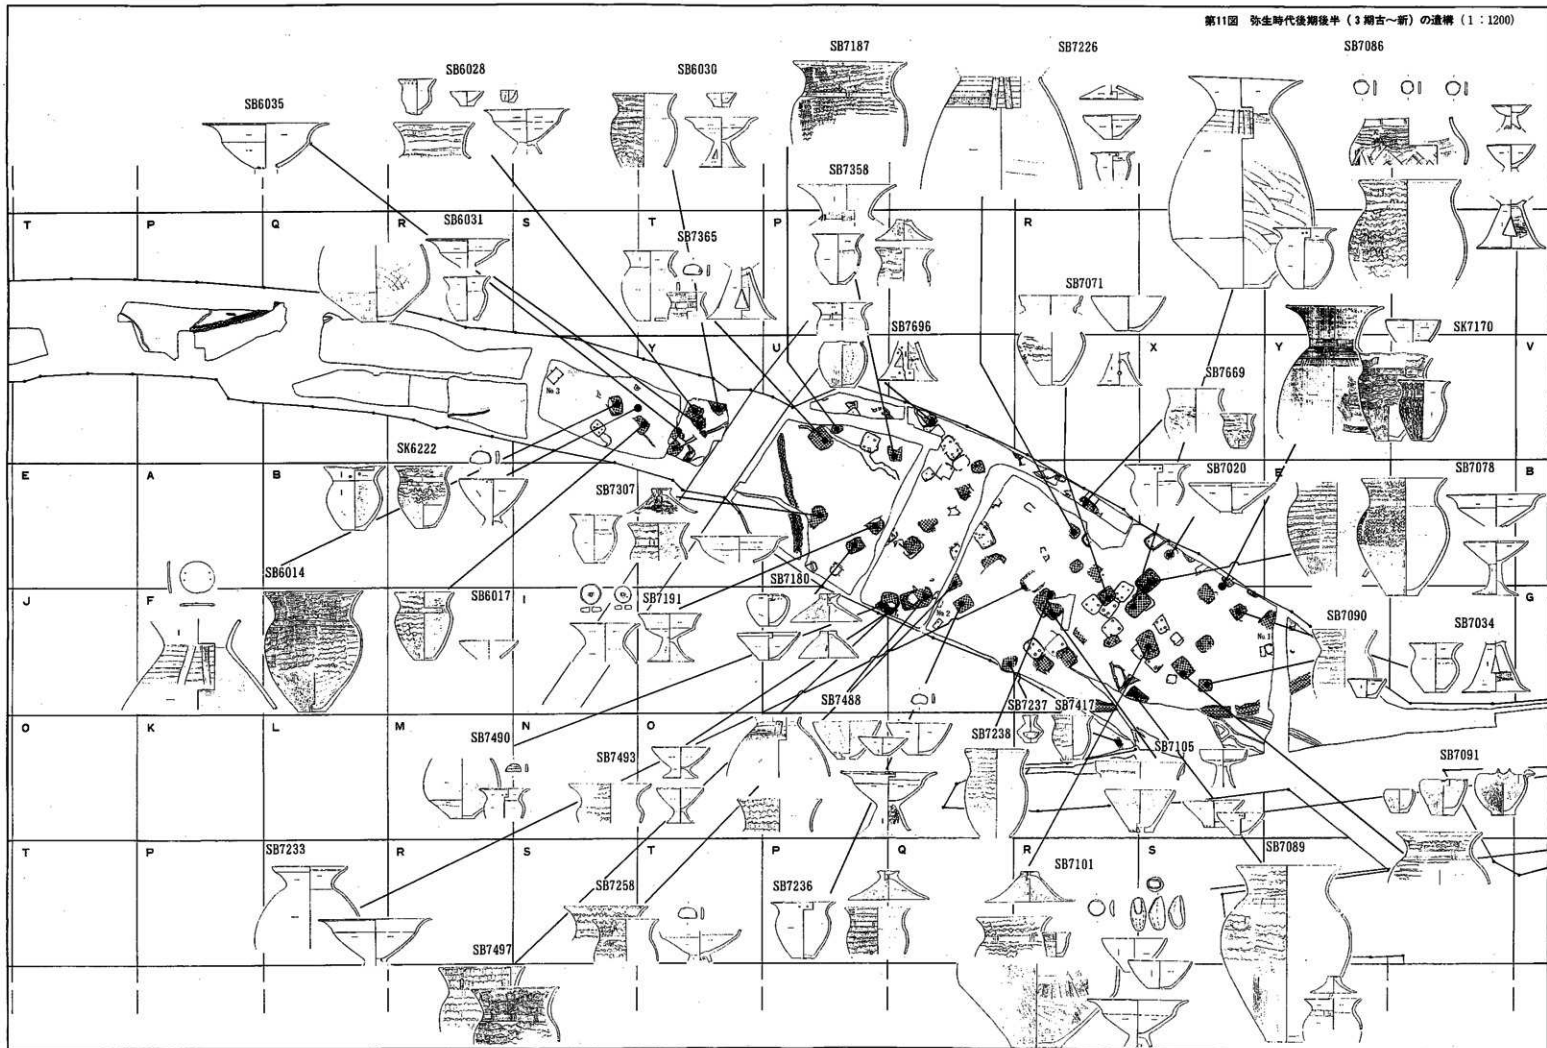 第11図 弥生時代後期後半（3期古～新）の遺構（1：1200）
SB7187
SB7226
SB7086
SB6028
SB6030
SB6035
SB7358
T
P
Q
R
SB6031
S
T
SB7365
P
R
SB7071
SB7696
SK7170
Y
U
X
Y
V
SB7669
No.3
E
A
B
SK6222
SB7307
SB7020
E
SB7078
B
SB6014
SB7180
J
F
SB6017
I
SB7191
No.2
No.1
SB7090
G
SB7034
SB7488
SB7237
SB7417
O
K
L
M
SB7490
N
O
SB7238
SB7105
SB7493
SB7091
T
P
SB7233
R
S
T
P
Q
R
SB7101
S
SB7089
SB7258
SB7236
SB7497